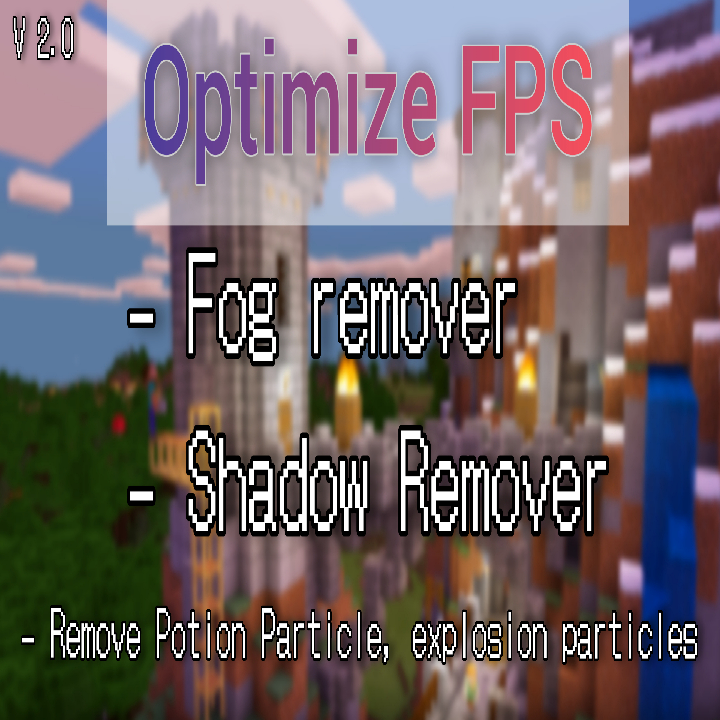 V 2.0
Optimize FPS
- Fog remover
- Shadow Remover
- Remove Potion Particle, explosion particles